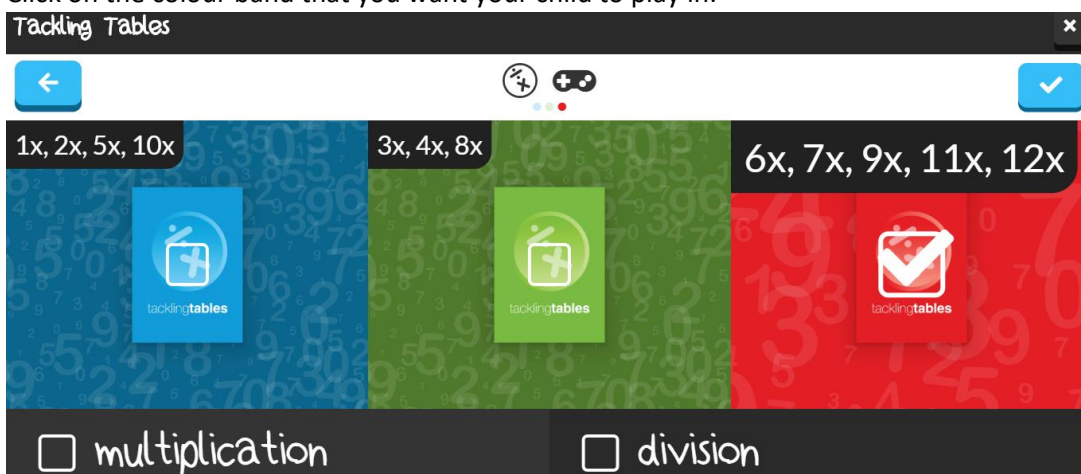 Click on the colour band that you want your child to play in.
Tackling Tables
1x, 2x, 5x, 10x
3x, 4x, 8x
6x, 7x, 9x, 11x, 12x
tacklingtables
tacklingtables
tacklingtables
multiplication
division